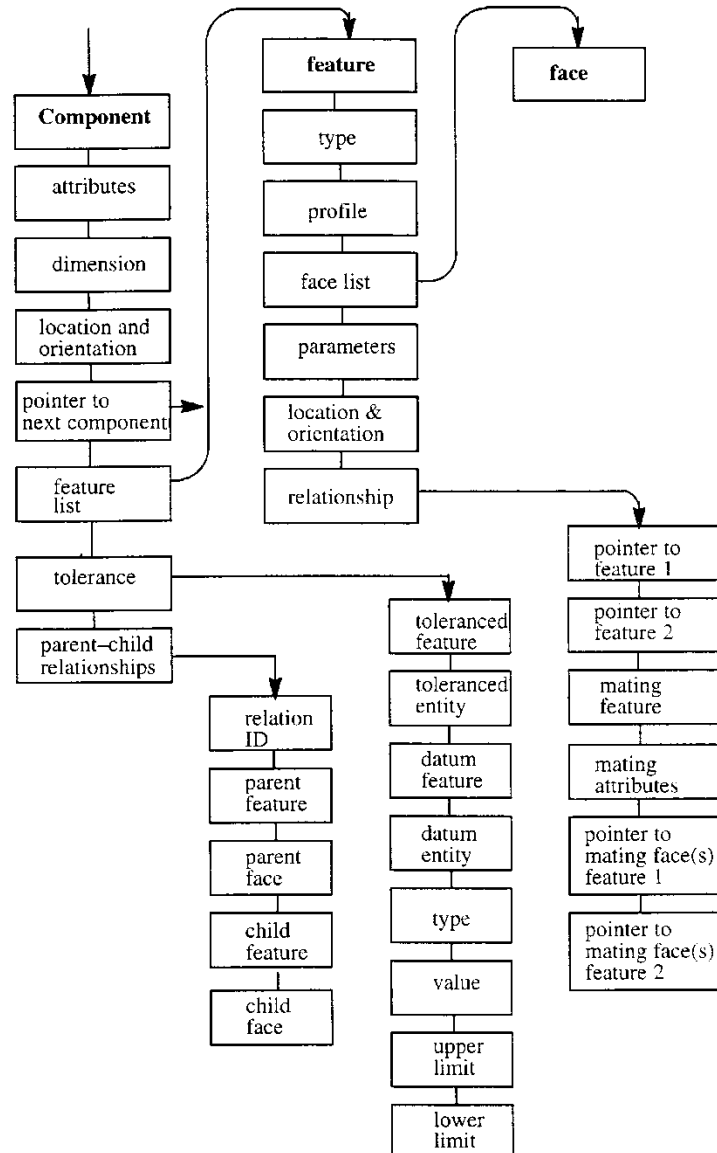 Component
attributes
dimension
location and
orientation
pointer to
next component
feature
list
tolerance
parent–child
relationships
feature
type
profile
face list
parameters
location &
orientation
relationship
face
relation
ID
parent
feature
parent
face
child
feature
child
face
toleranced
feature
toleranced
entity
datum
feature
datum
entity
type
value
upper
limit
lower
limit
pointer to
feature 1
pointer to
feature 2
mating
feature
mating
attributes
pointer to
mating face(s)
feature 1
pointer to
mating face(s)
feature 2